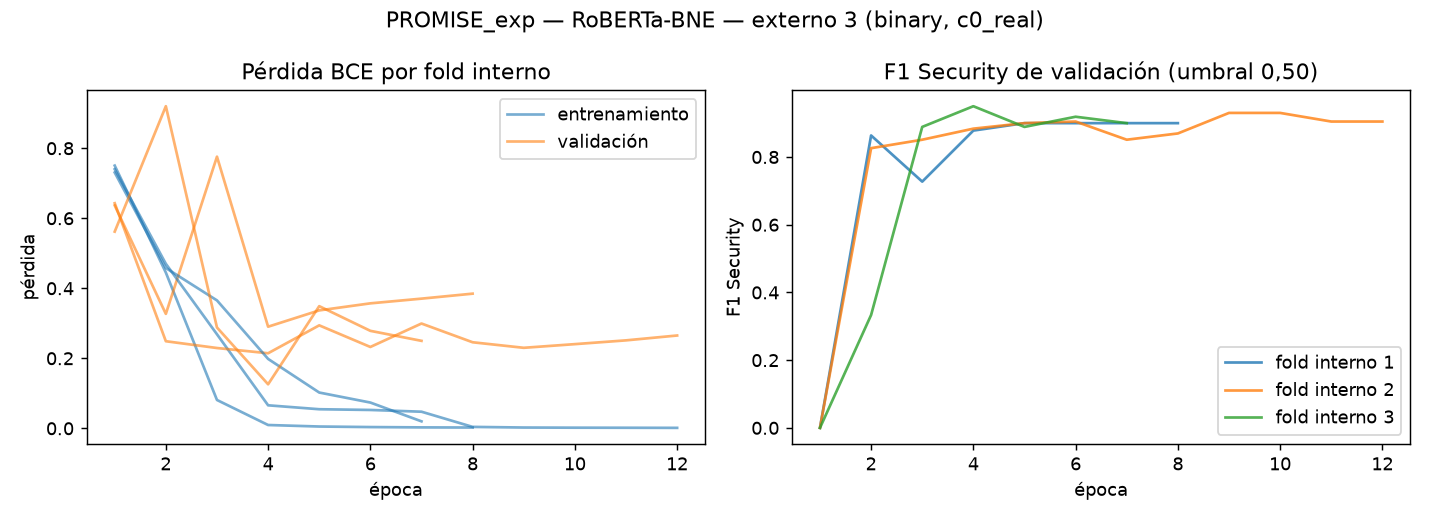 PROMISE_exp — RoBERTa-BNE — externo 3 (binary, c0_real)
Pérdida BCE por fold interno
entrenamiento
validación
pérdida
0.8
0.6
0.4
0.2
0.0
2 4 6 8 10 12
época
F1 Security de validación (umbral 0,50)
F1 Security
0.8
0.6
0.4
0.2
0.0
fold interno 1
fold interno 2
fold interno 3
2 4 6 8 10 12
época